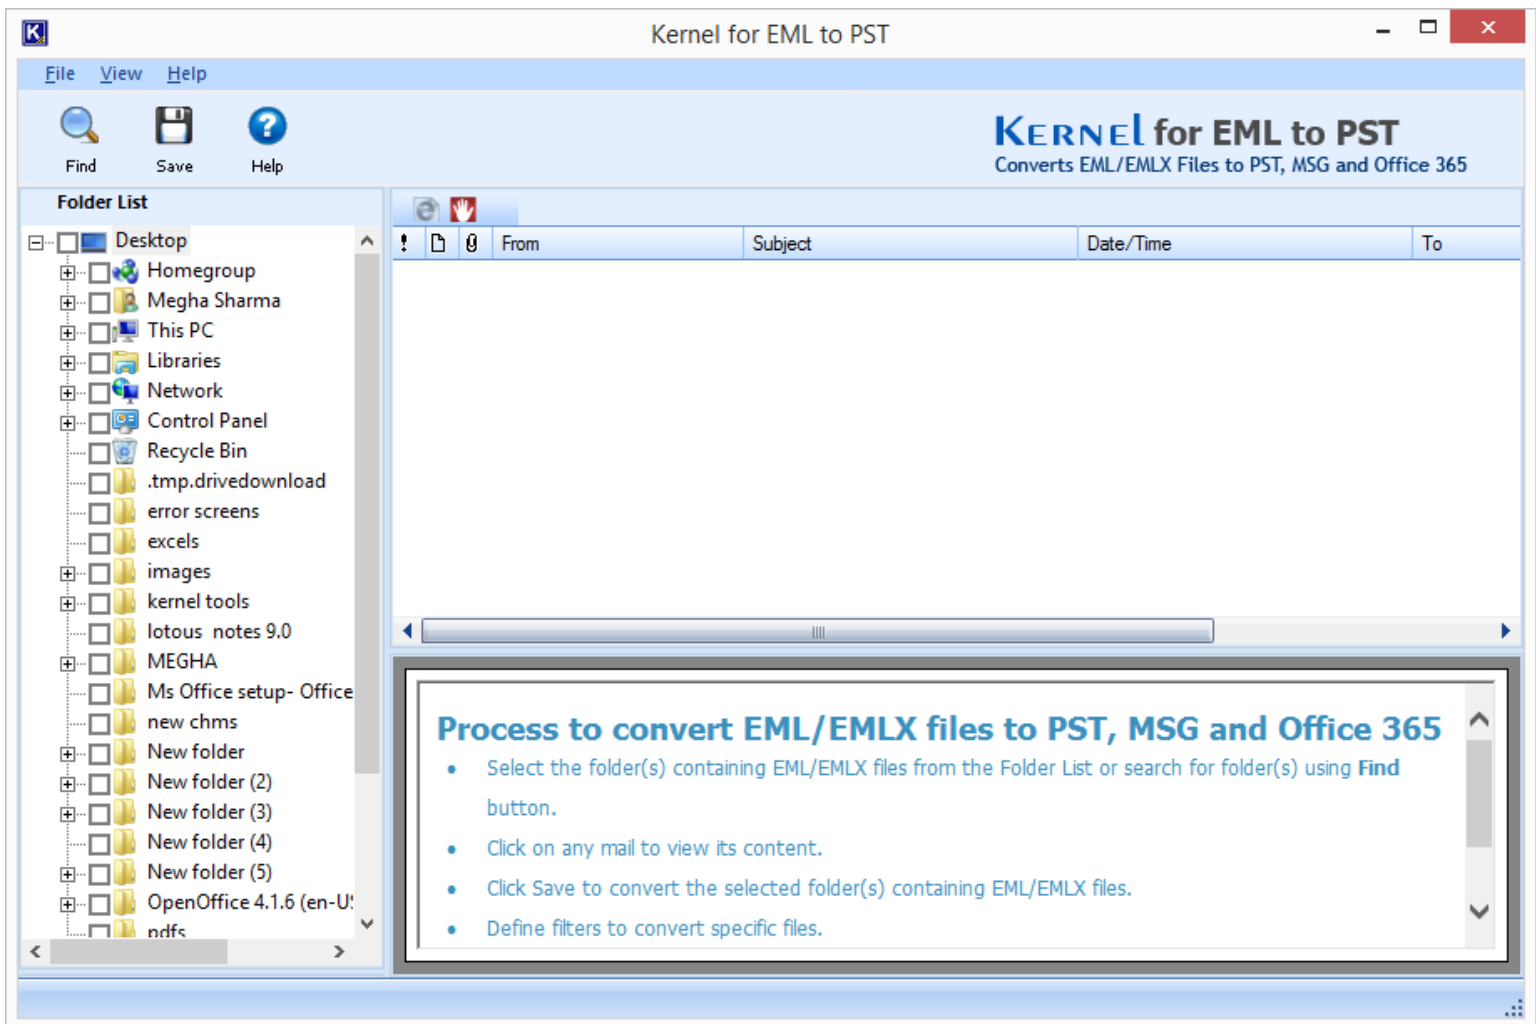 Kernel for EML to PST
File View Help
Find Save Help
KERNEl for EML to PST
Converts EML/EMLX Files to PST, MSG and Office 365
Folder List
Desktop
Homegroup
Megha Sharma
This PC
Libraries
Network
Control Panel
Recycle Bin
.tmp.drivedownload
error screens
excels
images
kernel tools
lotous notes 9.0
MEGHA
Ms Office setup- Office
new chms
New folder
New folder (2)
New folder (3)
New folder (4)
New folder (5)
OpenOffice 4.1.6 (en-US
pdfs
! From Subject Date/Time To
Process to convert EML/EMLX files to PST, MSG and Office 365
• Select the folder(s) containing EML/EMLX files from the Folder List or search for folder(s) using Find
button.
• Click on any mail to view its content.
• Click Save to convert the selected folder(s) containing EML/EMLX files.
• Define filters to convert specific files.